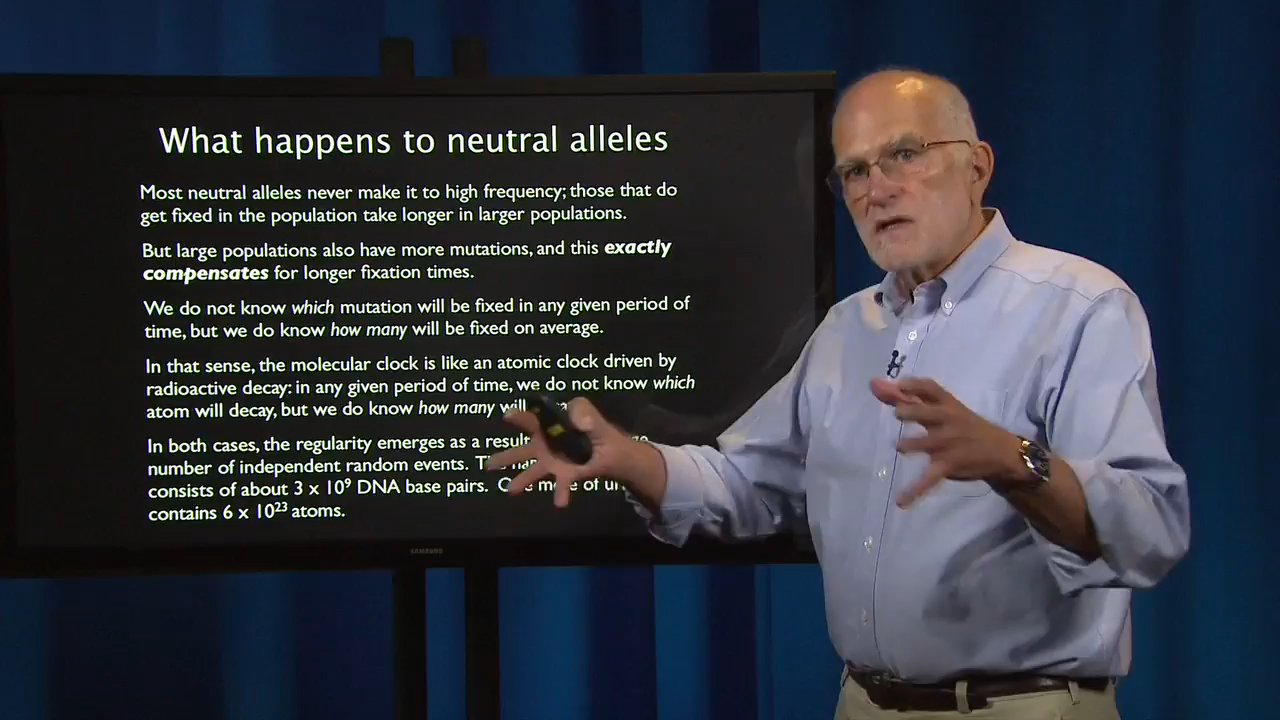 What happens to neutral alleles
Most neutral alleles never make it to high frequency; those that do
get fixed in the population take longer in larger populations.
But large populations also have more mutations, and this exactly
compensates for longer fixation times.
We do not know which mutation will be fixed in any given period of
time, but we do know how many will be fixed on average.
In that sense, the molecular clock is like an atomic clock driven by
radioactive decay: in any given period of time, we do not know which
atom will decay, but we do know how many will
In both cases, the regularity emerges as a result
number of independent random events.
consists of about 3 x 10⁹ DNA base pairs.
contains 6 x 10²³ atoms.
SAMSUNG